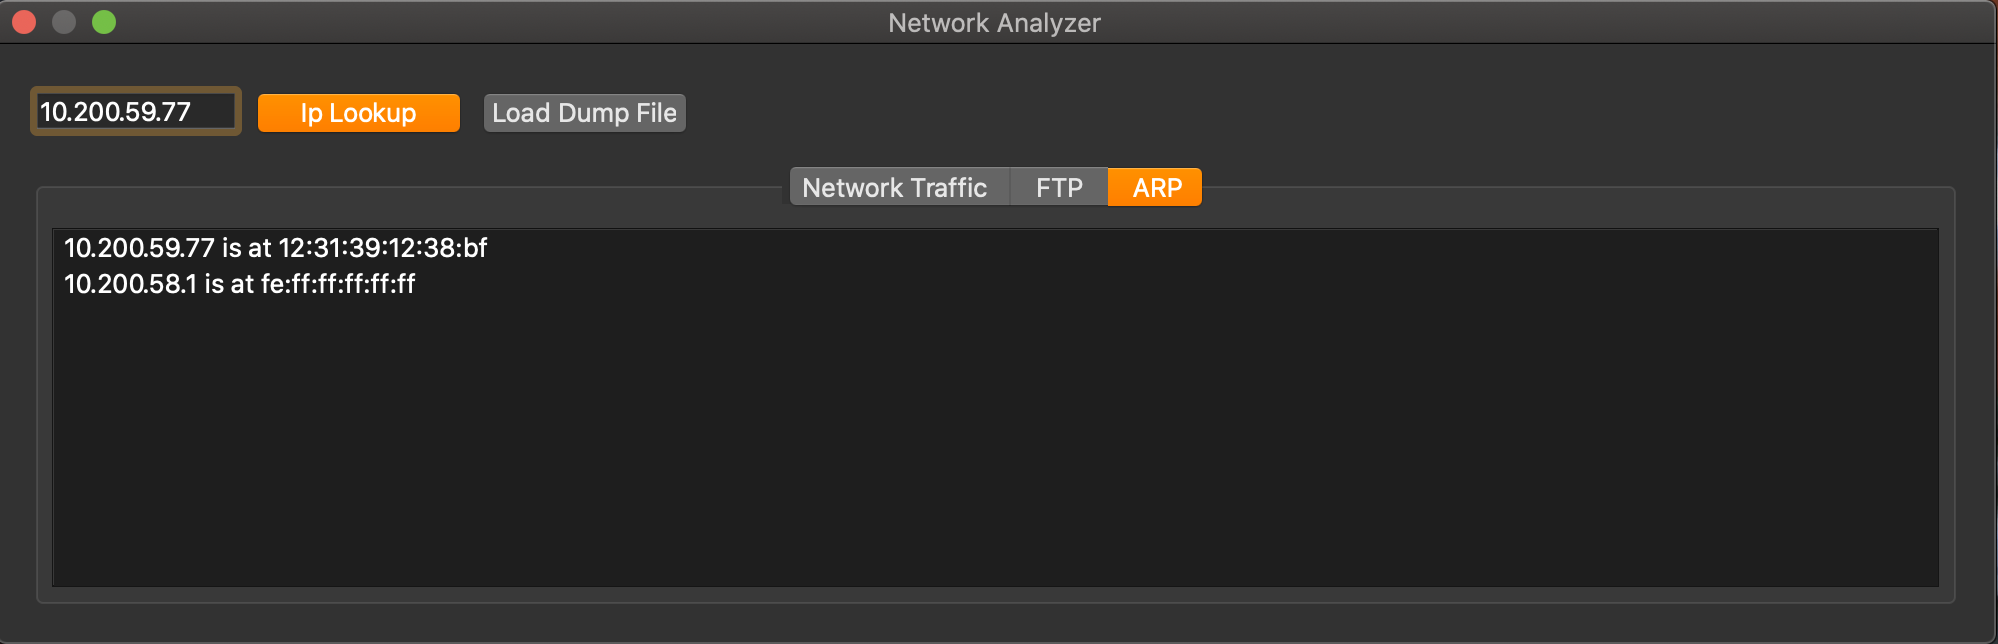 Network Analyzer
10.200.59.77 Ip Lookup Load Dump File
Network Traffic FTP ARP
10.200.59.77 is at 12:31:39:12:38:bf
10.200.58.1 is at fe:ff:ff:ff:ff:ff